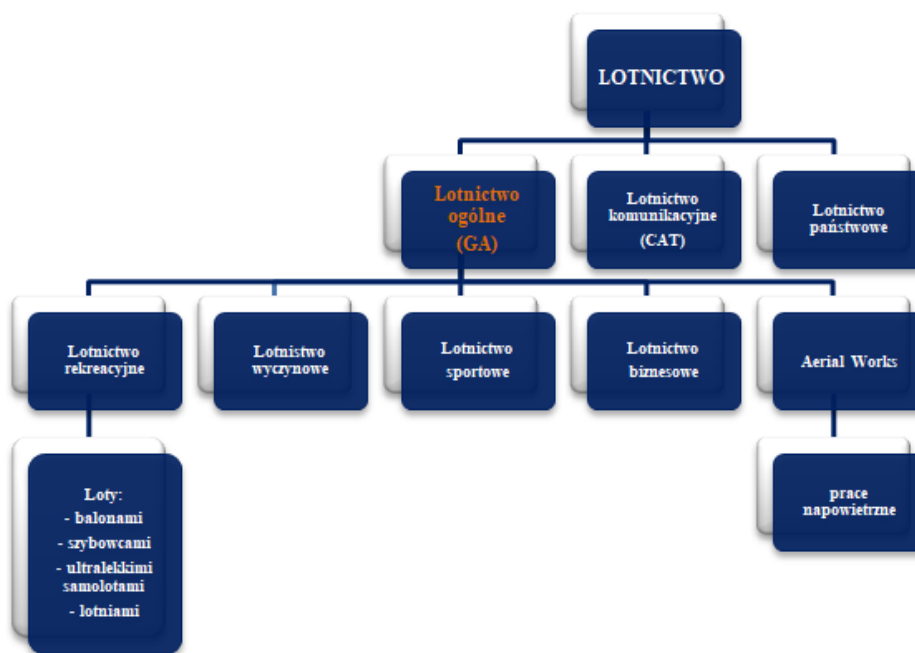 LOTNICTWO
Lotnictwo
ogólne
(GA)
Lotnictwo
komunikacyjne
(CAT)
Lotnictwo
państwowe
Lotnictwo
rekreacyjne
Lotnistwo
wyczynowe
Lotnictwo
sportowe
Lotnictwo
biznesowe
Aerial Works
Loty:
- balonami
- szybowcami
- ultralekkimi
samolotami
- lotniami
prace
napowietrzne